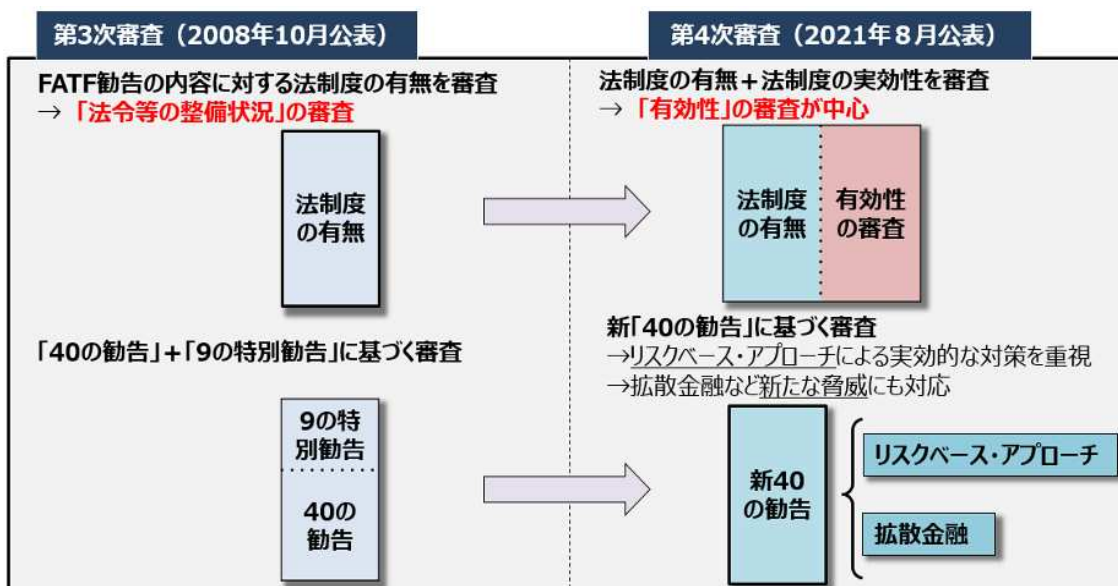 第3次審査（2008年10月公表）
FATF勧告の内容に対する法制度の有無を審査
→ 「法令等の整備状況」の審査
法制度
の有無
「40の勧告」+「9の特別勧告」に基づく審査
9の特
別勧告
40の
勧告
第4次審査（2021年８月公表）
法制度の有無＋法制度の実効性を審査
→ 「有効性」の審査が中心
法制度
の有無
有効性
の審査
新「40の勧告」に基づく審査
→リスクベース・アプローチによる実効的な対策を重視
→拡散金融など新たな脅威にも対応
新40
の勧告
リスクベース・アプローチ
拡散金融